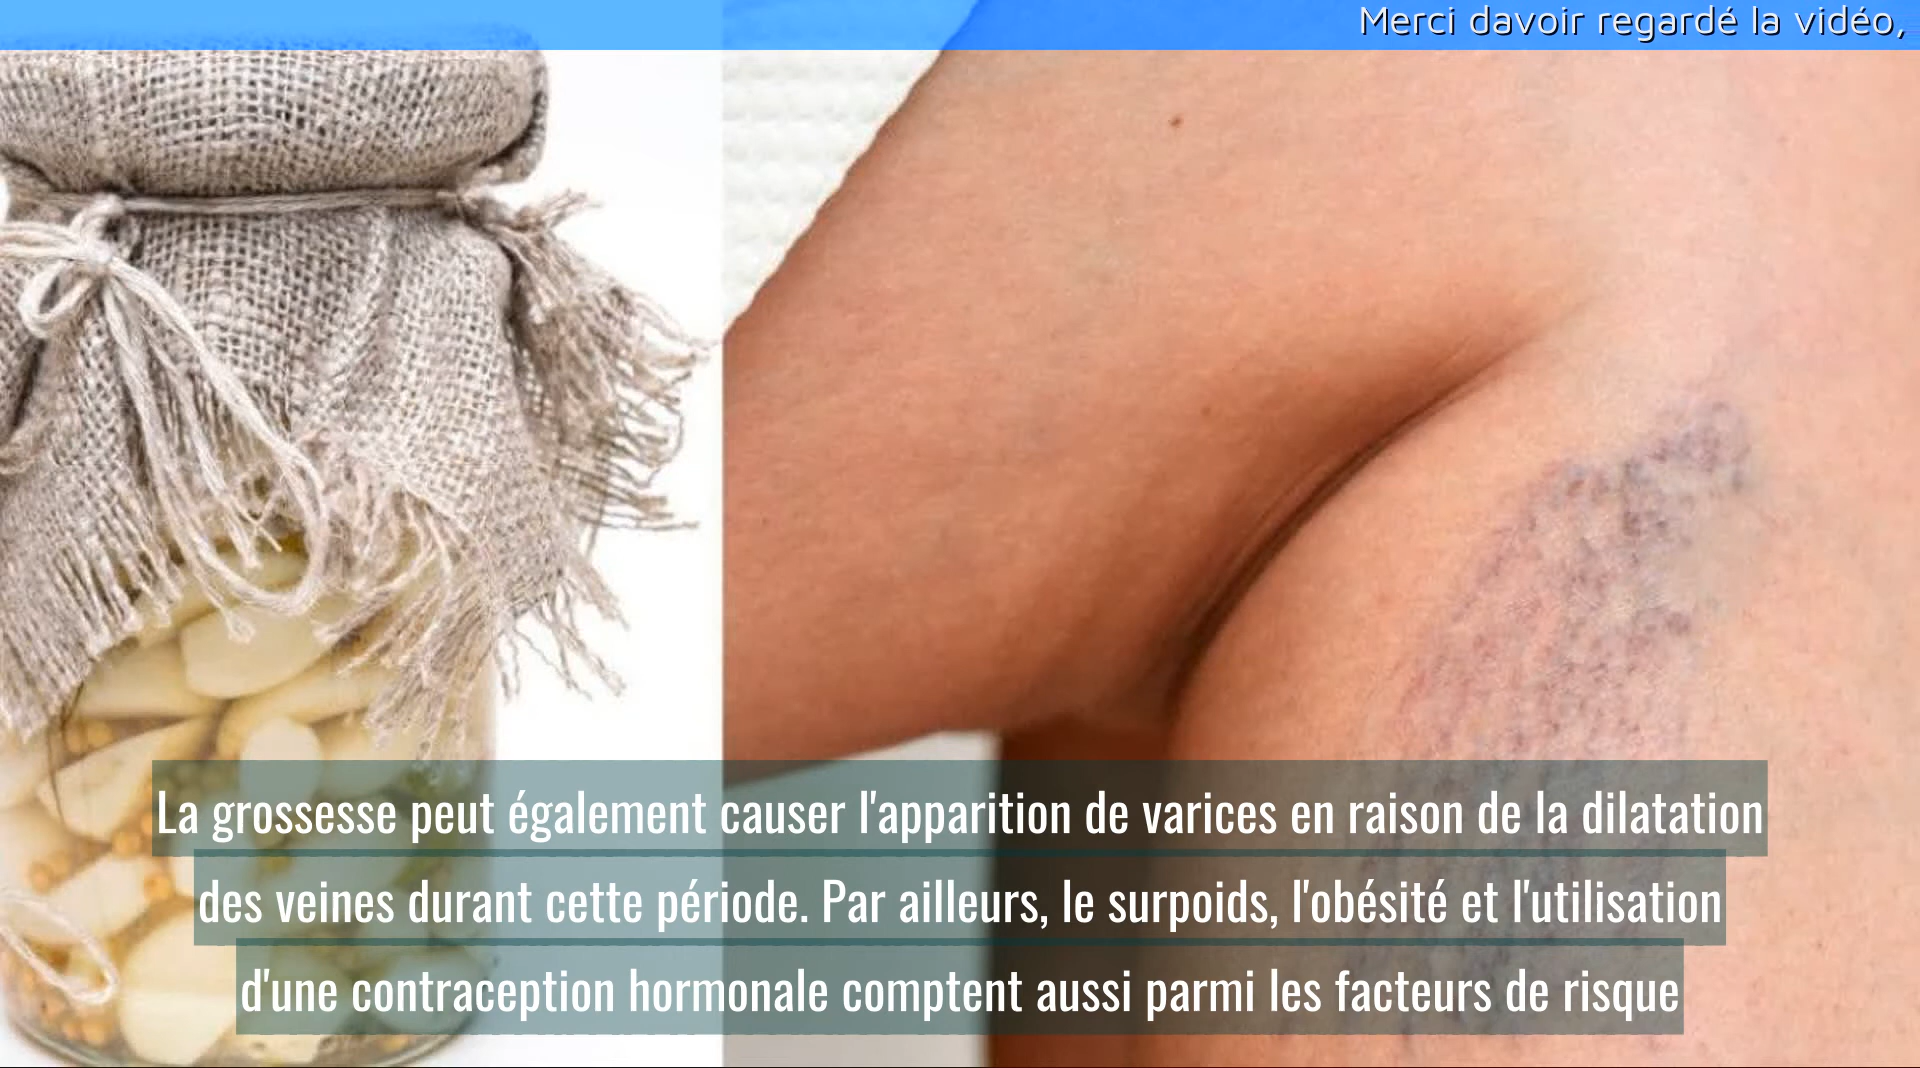 Merci davoir regardé la vidéo,
La grossesse peut également causer l'apparition de varices en raison de la dilatation
des veines durant cette période. Par ailleurs, le surpoids, l'obésité et l'utilisation
d'une contraception hormonale comptent aussi parmi les facteurs de risque